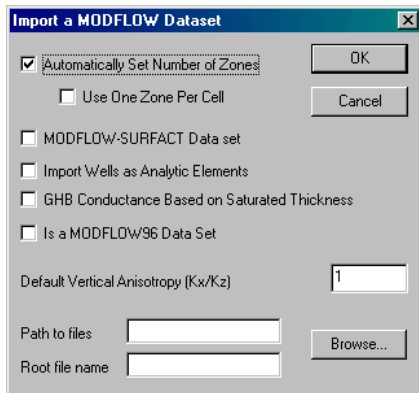 Import a MODFLOW Dataset
Automatically Set Number of Zones
OK
Use One Zone Per Cell
Cancel
MODFLOW-SURFACT Data set
Import Wells as Analytic Elements
GHB Conductance Based on Saturated Thickness
Is a MODFLOW96 Data Set
Default Vertical Anisotropy (Kx/Kz)
1
Path to files
Browse...
Root file name